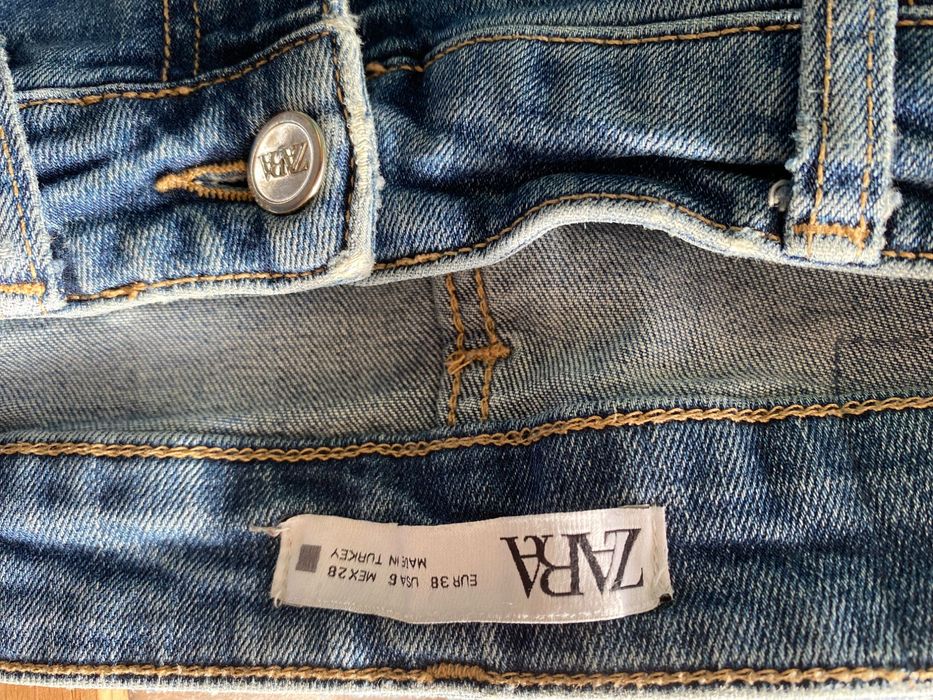 ZARA
ZARA
EUR 38 USA 6 MEX 28
MADE IN TURKEY